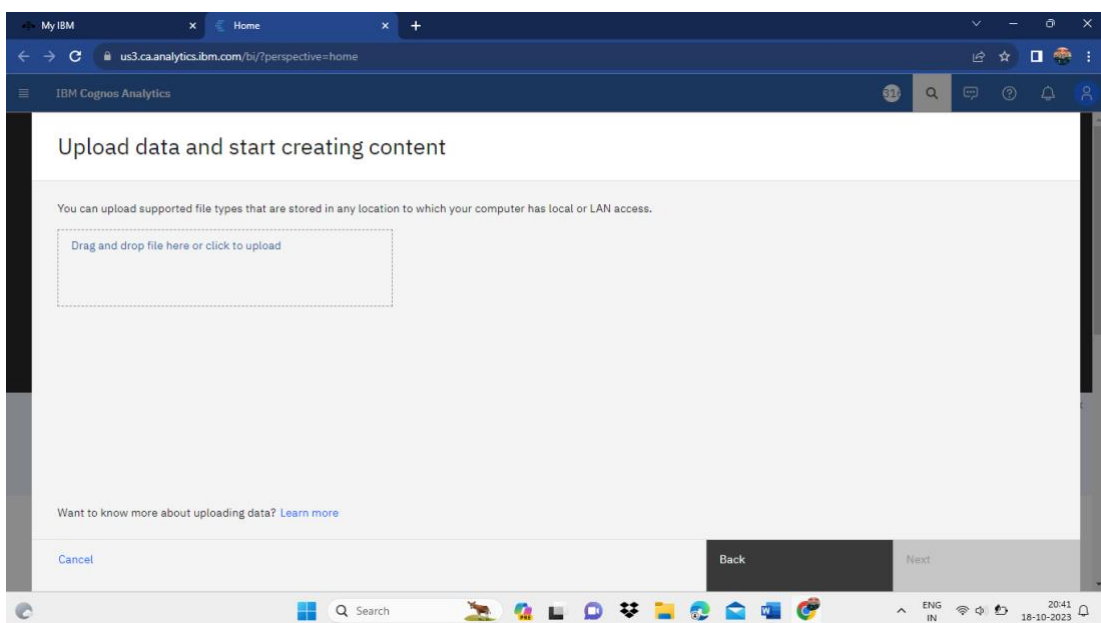 My IBM
Home
us3.ca.analytics.ibm.com/bi/?perspective=home
IBM Cognos Analytics
Upload data and start creating content
You can upload supported file types that are stored in any location to which your computer has local or LAN access.
Drag and drop file here or click to upload
Want to know more about uploading data? Learn more
Cancel
Back
Next
Search
ENG
IN
20:41
18-10-2023